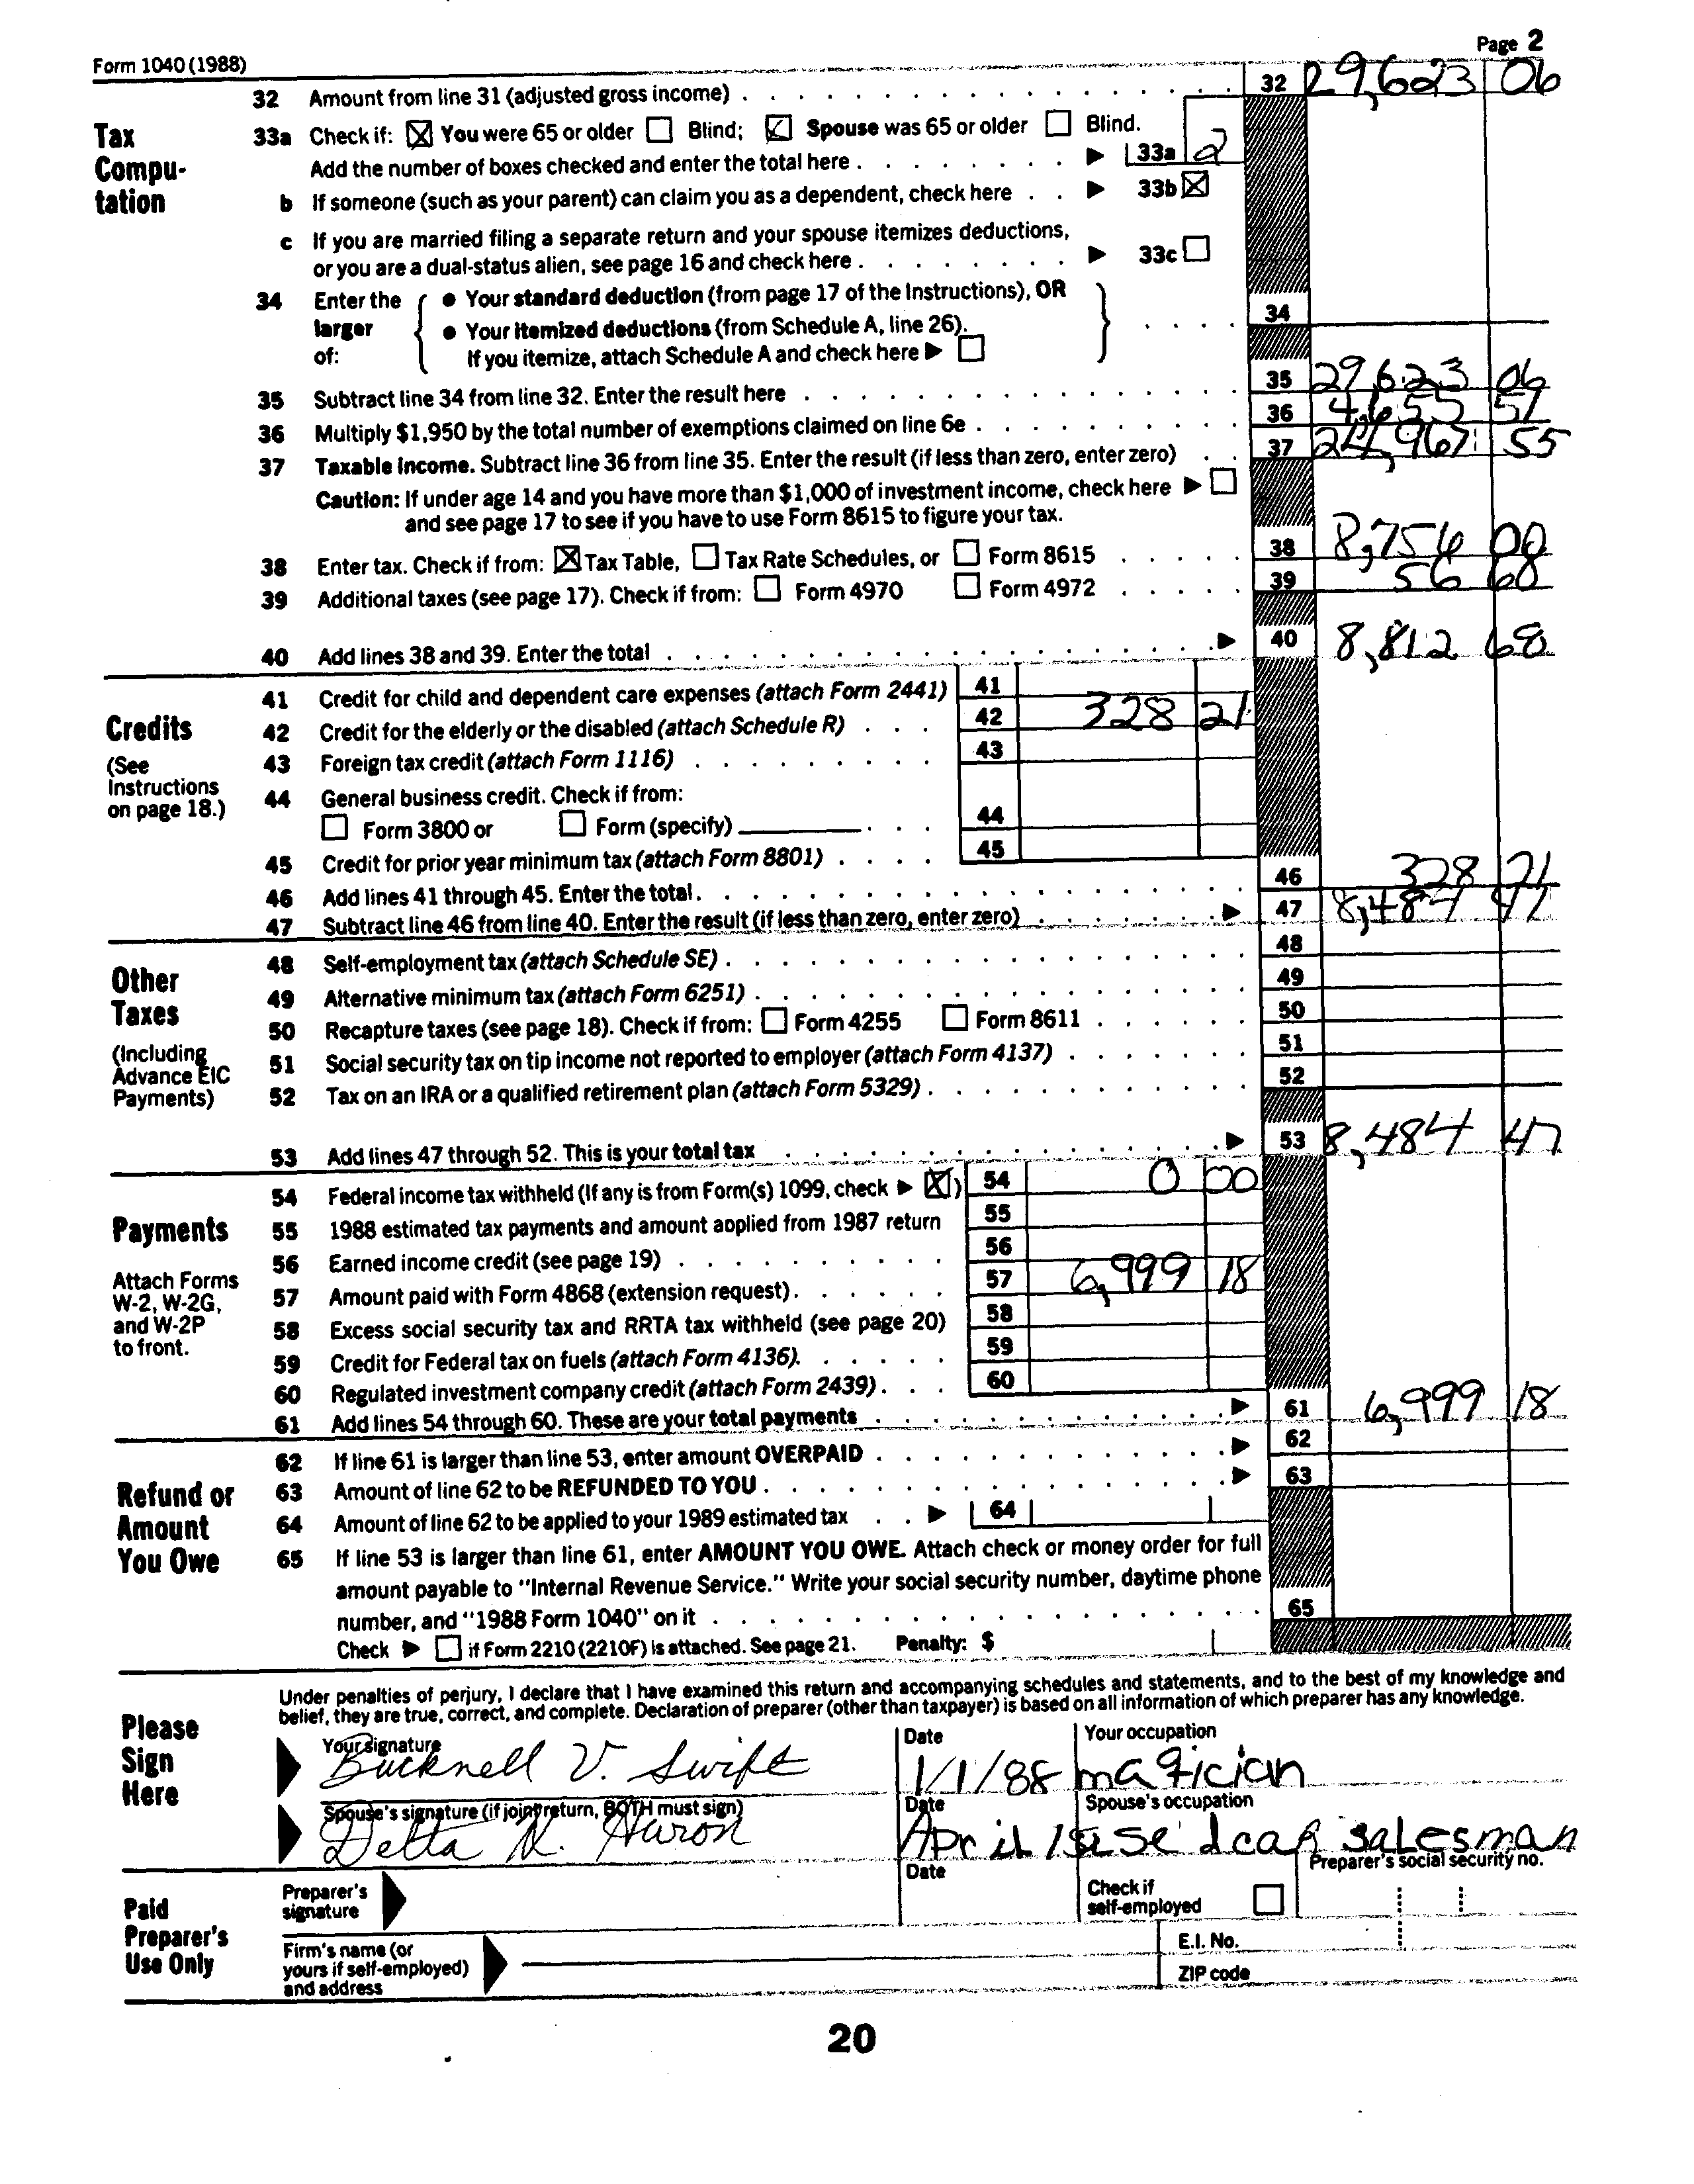 Form 1040 (1988)
Page 2
32 Amount from line 31 (adjusted gross income) 32 29,623 06
Tax Compu-tation
33a Check if: ☒ You were 65 or older ☐ Blind; ☒ Spouse was 65 or older ☐ Blind.
Add the number of boxes checked and enter the total here ▶ 33a 2
b If someone (such as your parent) can claim you as a dependent, check here ▶ 33b ☒
c If you are married filing a separate return and your spouse itemizes deductions,
or you are a dual-status alien, see page 16 and check here ▶ 33c ☐
34 Enter the larger of:
● Your standard deduction (from page 17 of the Instructions), OR
● Your itemized deductions (from Schedule A, line 26).
If you itemize, attach Schedule A and check here ▶ ☐
34
35 Subtract line 34 from line 32. Enter the result here 35 29,623 06
36 Multiply $1,950 by the total number of exemptions claimed on line 6e 36 4,655 51
37 Taxable income. Subtract line 36 from line 35. Enter the result (if less than zero, enter zero) 37 24,967 55
Caution: If under age 14 and you have more than $1,000 of investment income, check here ▶ ☐
and see page 17 to see if you have to use Form 8615 to figure your tax.
38 Enter tax. Check if from: ☒ Tax Table, ☐ Tax Rate Schedules, or ☐ Form 8615 38 8,756 00
39 Additional taxes (see page 17). Check if from: ☐ Form 4970 ☐ Form 4972 39 56 68
40 Add lines 38 and 39. Enter the total ▶ 40 8,812 68
Credits
(See Instructions on page 18.)
41 Credit for child and dependent care expenses (attach Form 2441) 41
42 Credit for the elderly or the disabled (attach Schedule R) 42 328 21
43 Foreign tax credit (attach Form 1116) 43
44 General business credit. Check if from:
☐ Form 3800 or ☐ Form (specify) 44
45 Credit for prior year minimum tax (attach Form 8801) 45
46 Add lines 41 through 45. Enter the total 46 328 21
47 Subtract line 46 from line 40. Enter the result (if less than zero, enter zero) ▶ 47 8,484 47
Other Taxes
(Including Advance EIC Payments)
48 Self-employment tax (attach Schedule SE) 48
49 Alternative minimum tax (attach Form 6251) 49
50 Recapture taxes (see page 18). Check if from: ☐ Form 4255 ☐ Form 8611 50
51 Social security tax on tip income not reported to employer (attach Form 4137) 51
52 Tax on an IRA or a qualified retirement plan (attach Form 5329) 52
53 Add lines 47 through 52. This is your total tax ▶ 53 8,484 47
Payments
Attach Forms W-2, W-2G, and W-2P to front.
54 Federal income tax withheld (If any is from Form(s) 1099, check ▶ ☒) 54 0 00
55 1988 estimated tax payments and amount applied from 1987 return 55
56 Earned income credit (see page 19) 56
57 Amount paid with Form 4868 (extension request) 57 6,999 18
58 Excess social security tax and RRTA tax withheld (see page 20) 58
59 Credit for Federal tax on fuels (attach Form 4136) 59
60 Regulated investment company credit (attach Form 2439) 60
61 Add lines 54 through 60. These are your total payments ▶ 61 6,999 18
Refund or Amount You Owe
62 If line 61 is larger than line 53, enter amount OVERPAID ▶ 62
63 Amount of line 62 to be REFUNDED TO YOU ▶ 63
64 Amount of line 62 to be applied to your 1989 estimated tax ▶ 64
65 If line 53 is larger than line 61, enter AMOUNT YOU OWE. Attach check or money order for full
amount payable to "Internal Revenue Service." Write your social security number, daytime phone
number, and "1988 Form 1040" on it 65
Check ▶ ☐ if Form 2210 (2210F) is attached. See page 21. Penalty: $
Please Sign Here
Under penalties of perjury, I declare that I have examined this return and accompanying schedules and statements, and to the best of my knowledge and
belief, they are true, correct, and complete. Declaration of preparer (other than taxpayer) is based on all information of which preparer has any knowledge.
Your signature Date Your occupation
Bucknell V. Swift 1/1/88 magician
Spouse's signature (if joint return, BOTH must sign) Date Spouse's occupation
Delta N. Huron April 1st salesman
Paid Preparer's Use Only
Preparer's signature Date Check if self-employed ☐ Preparer's social security no.
Firm's name (or yours if self-employed) and address E.I. No.
ZIP code
20